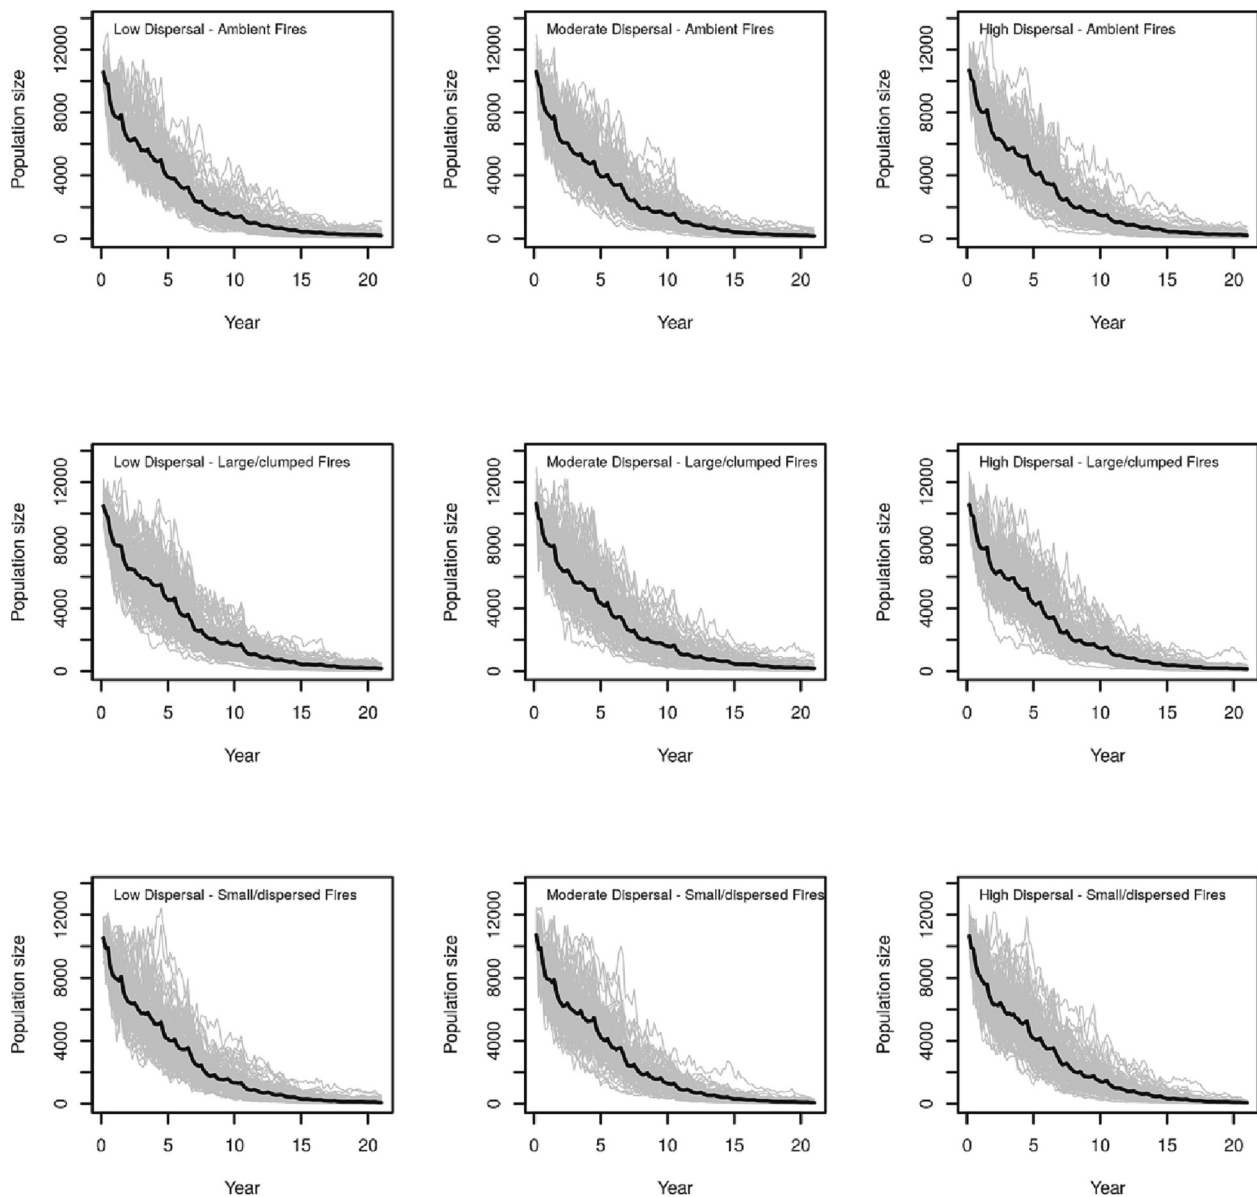 Low Dispersal - Ambient Fires
Population size
0 4000 8000 12000
0 5 10 15 20
Year
Moderate Dispersal - Ambient Fires
Population size
0 4000 8000 12000
0 5 10 15 20
Year
High Dispersal - Ambient Fires
Population size
0 4000 8000 12000
0 5 10 15 20
Year
Low Dispersal - Large/clumped Fires
Population size
0 4000 8000 12000
0 5 10 15 20
Year
Moderate Dispersal - Large/clumped Fires
Population size
0 4000 8000 12000
0 5 10 15 20
Year
High Dispersal - Large/clumped Fires
Population size
0 4000 8000 12000
0 5 10 15 20
Year
Low Dispersal - Small/dispersed Fires
Population size
0 4000 8000 12000
0 5 10 15 20
Year
Moderate Dispersal - Small/dispersed Fires
Population size
0 4000 8000 12000
0 5 10 15 20
Year
High Dispersal - Small/dispersed Fires
Population size
0 4000 8000 12000
0 5 10 15 20
Year